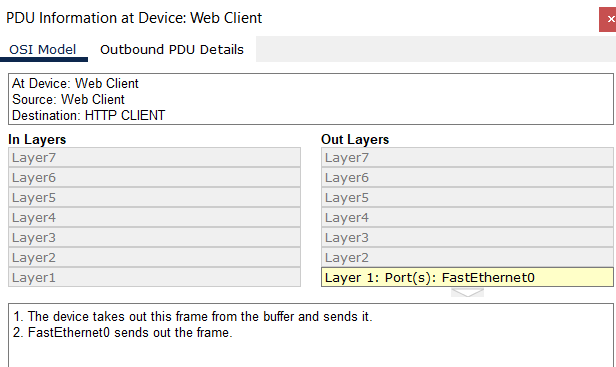 PDU Information at Device: Web Client
OSI Model Outbound PDU Details
At Device: Web Client
Source: Web Client
Destination: HTTP CLIENT
In Layers Out Layers
Layer7 Layer7
Layer6 Layer6
Layer5 Layer5
Layer4 Layer4
Layer3 Layer3
Layer2 Layer2
Layer1 Layer 1: Port(s): FastEthernet0
1. The device takes out this frame from the buffer and sends it.
2. FastEthernet0 sends out the frame.